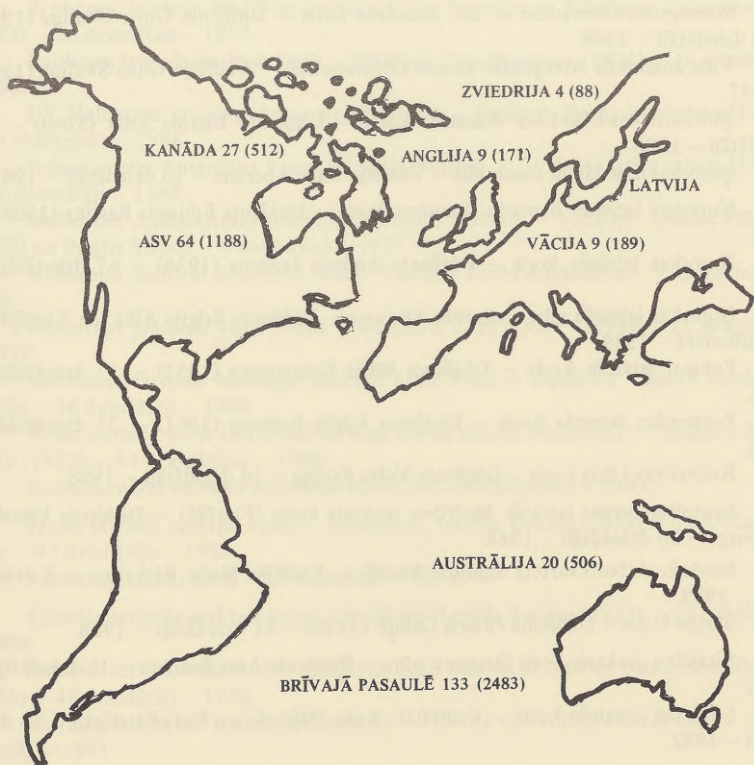 ZVIEDRIJA 4 (88)
KANĀDA 27 (512)
ANGLIJA 9 (171)
LATVIJA
ASV 64 (1188)
VĀCIJA 9 (189)
AUSTRĀLIJA 20 (506)
BRĪVAJĀ PASAULĒ 133 (2483)